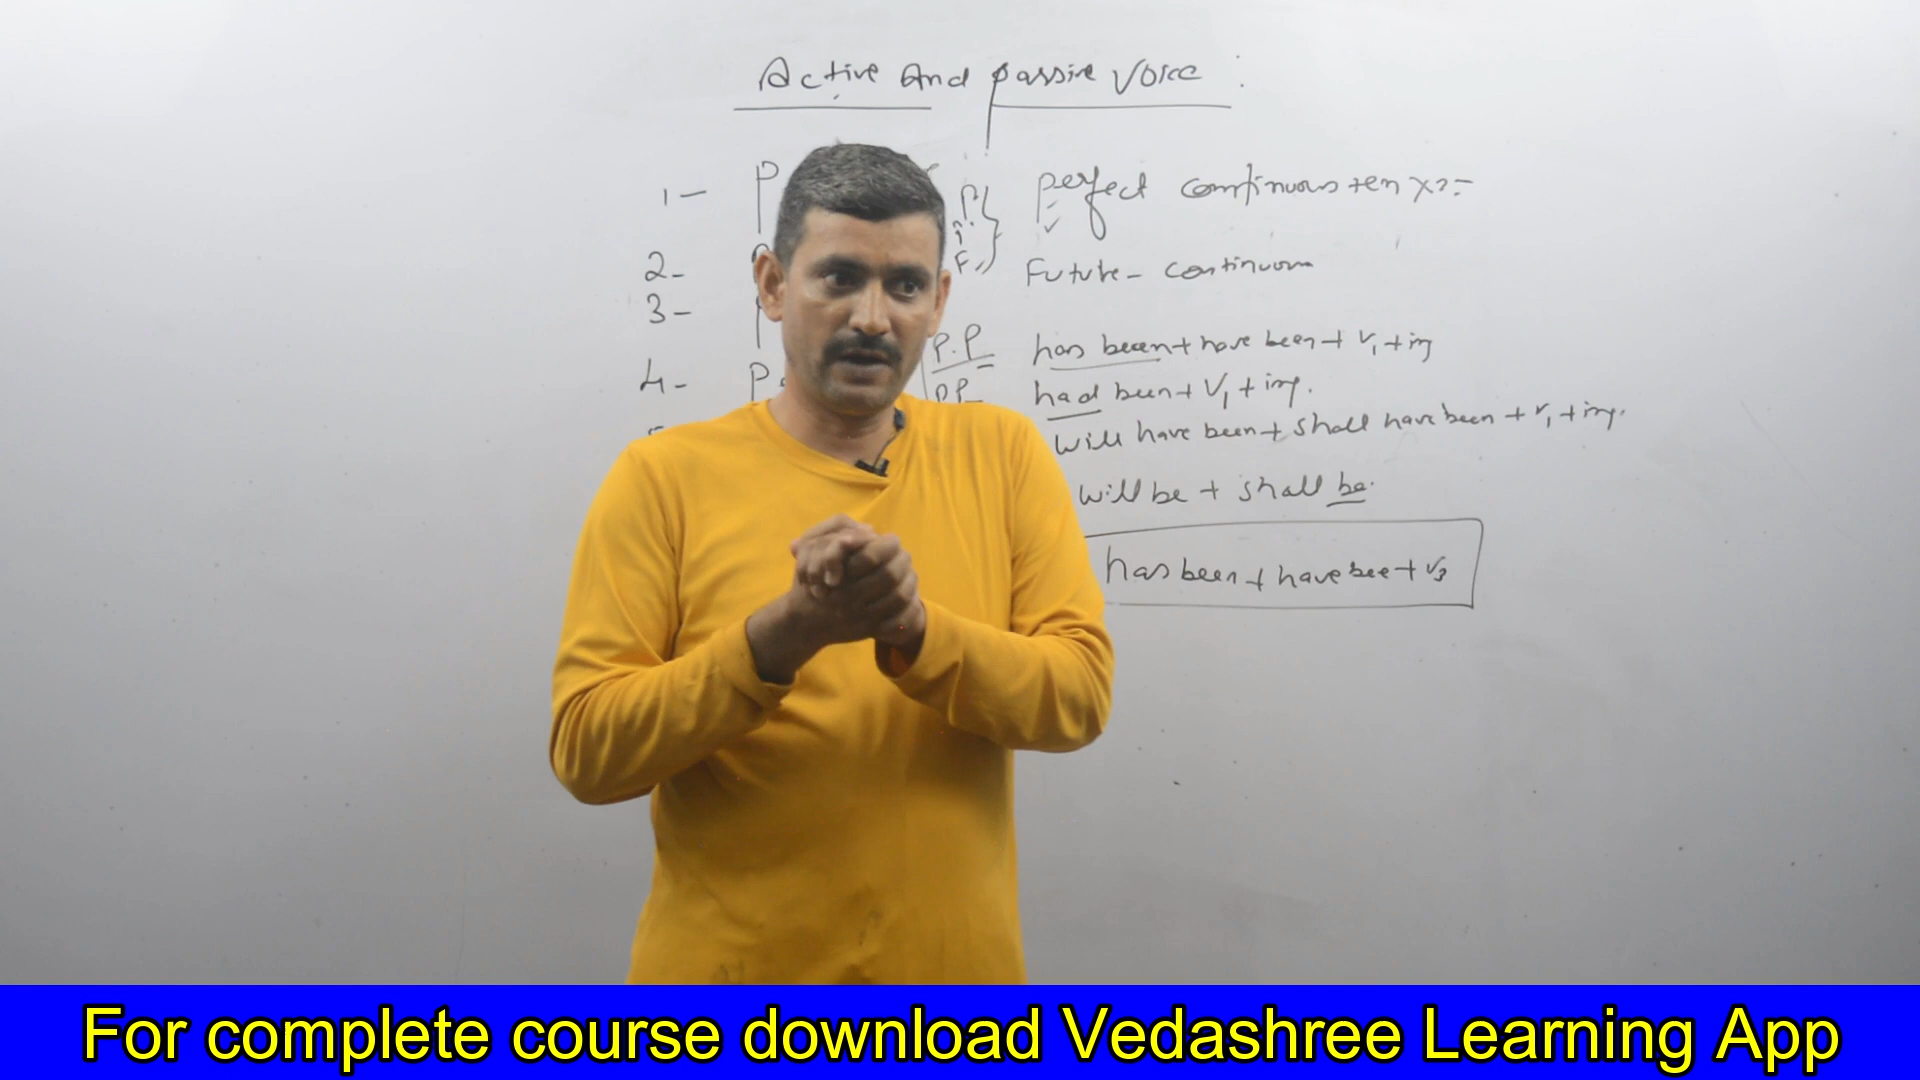 Active And passive Voice :
1 - P
P. perfect continuous ten
2 -
F Future - continuous
3 -
P.P has been + have been + V1 + ing
4 - Pa
P.P had been + V1 + ing.
will have been + shall have been + V1 + ing.
will be + shall be.
has been + have bee + V3
For complete course download Vedashree Learning App